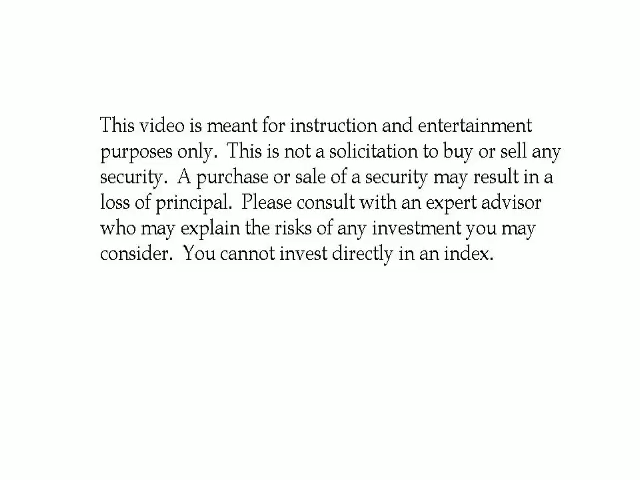 This video is meant for instruction and entertainment
purposes only.  This is not a solicitation to buy or sell any
security.  A purchase or sale of a security may result in a
loss of principal.  Please consult with an expert advisor
who may explain the risks of any investment you may
consider.  You cannot invest directly in an index.